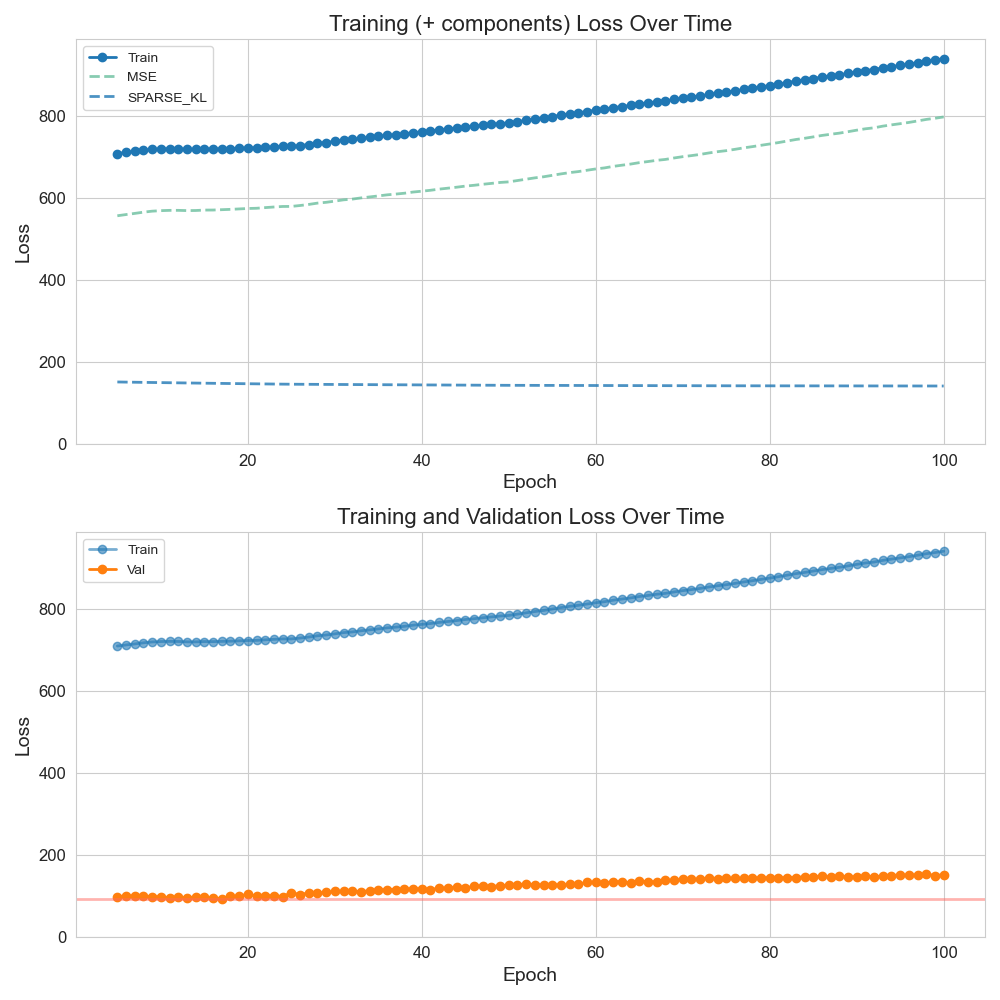 Training (+ components) Loss Over Time
Train
MSE
SPARSE_KL
800
600
400
200
0
Loss
20 40 60 80 100
Epoch
Training and Validation Loss Over Time
Train
Val
800
600
400
200
0
Loss
20 40 60 80 100
Epoch